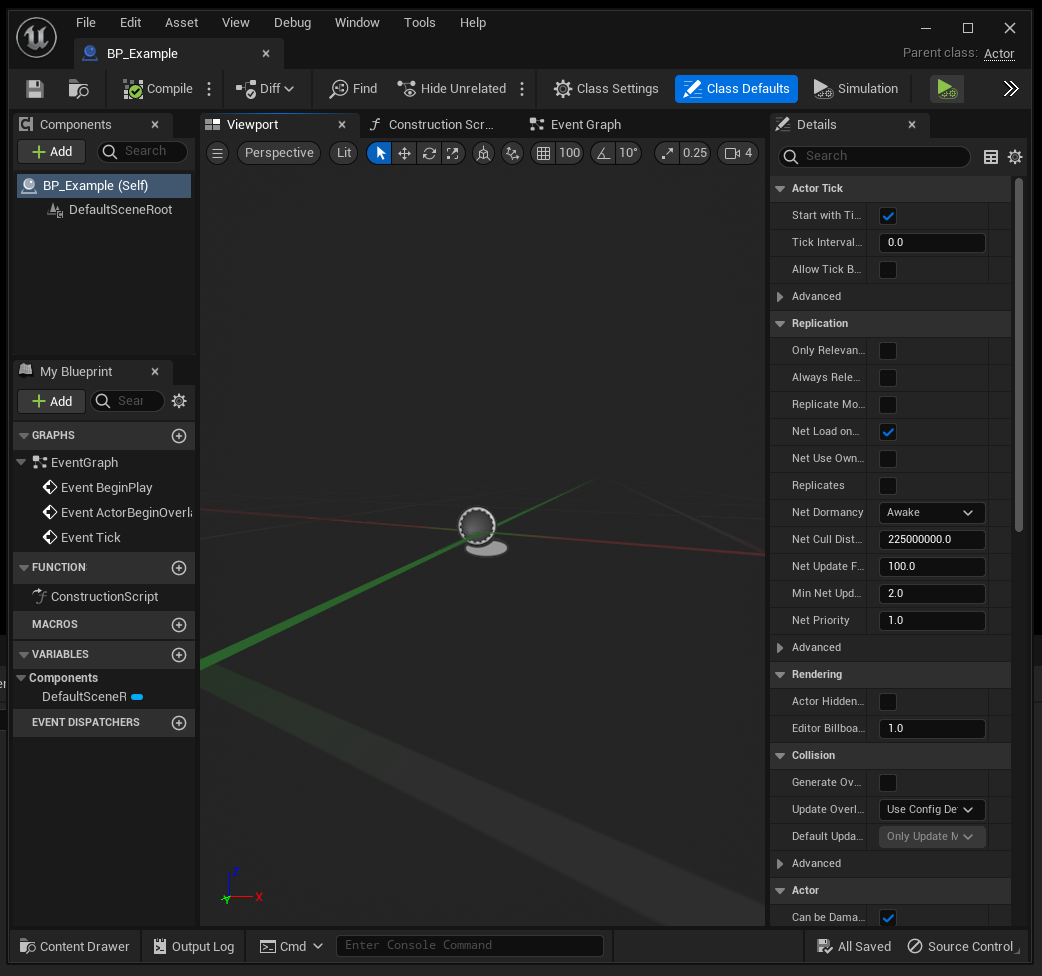 File Edit Asset View Debug Window Tools Help
BP_Example
Parent class: Actor
Compile Diff Find Hide Unrelated Class Settings Class Defaults Simulation
Components
Add Search
BP_Example (Self)
DefaultSceneRoot
My Blueprint
Add Sear
GRAPHS
EventGraph
Event BeginPlay
Event ActorBeginOverla
Event Tick
FUNCTION
ConstructionScript
MACROS
VARIABLES
Components
DefaultSceneR
EVENT DISPATCHERS
Viewport Construction Scr... Event Graph
Perspective Lit 100 10° 0.25 4
Z
X
Y
Details
Search
Actor Tick
Start with Ti...
Tick Interval... 0.0
Allow Tick B...
Advanced
Replication
Only Relevan...
Always Rele...
Replicate Mo...
Net Load on...
Net Use Own...
Replicates
Net Dormancy Awake
Net Cull Dist... 225000000.0
Net Update F... 100.0
Min Net Upd... 2.0
Net Priority 1.0
Advanced
Rendering
Actor Hidden...
Editor Billboa... 1.0
Collision
Generate Ov...
Update Overl... Use Config De
Default Upda... Only Update M
Advanced
Actor
Can be Dama...
Content Drawer Output Log Cmd Enter Console Command All Saved Source Control